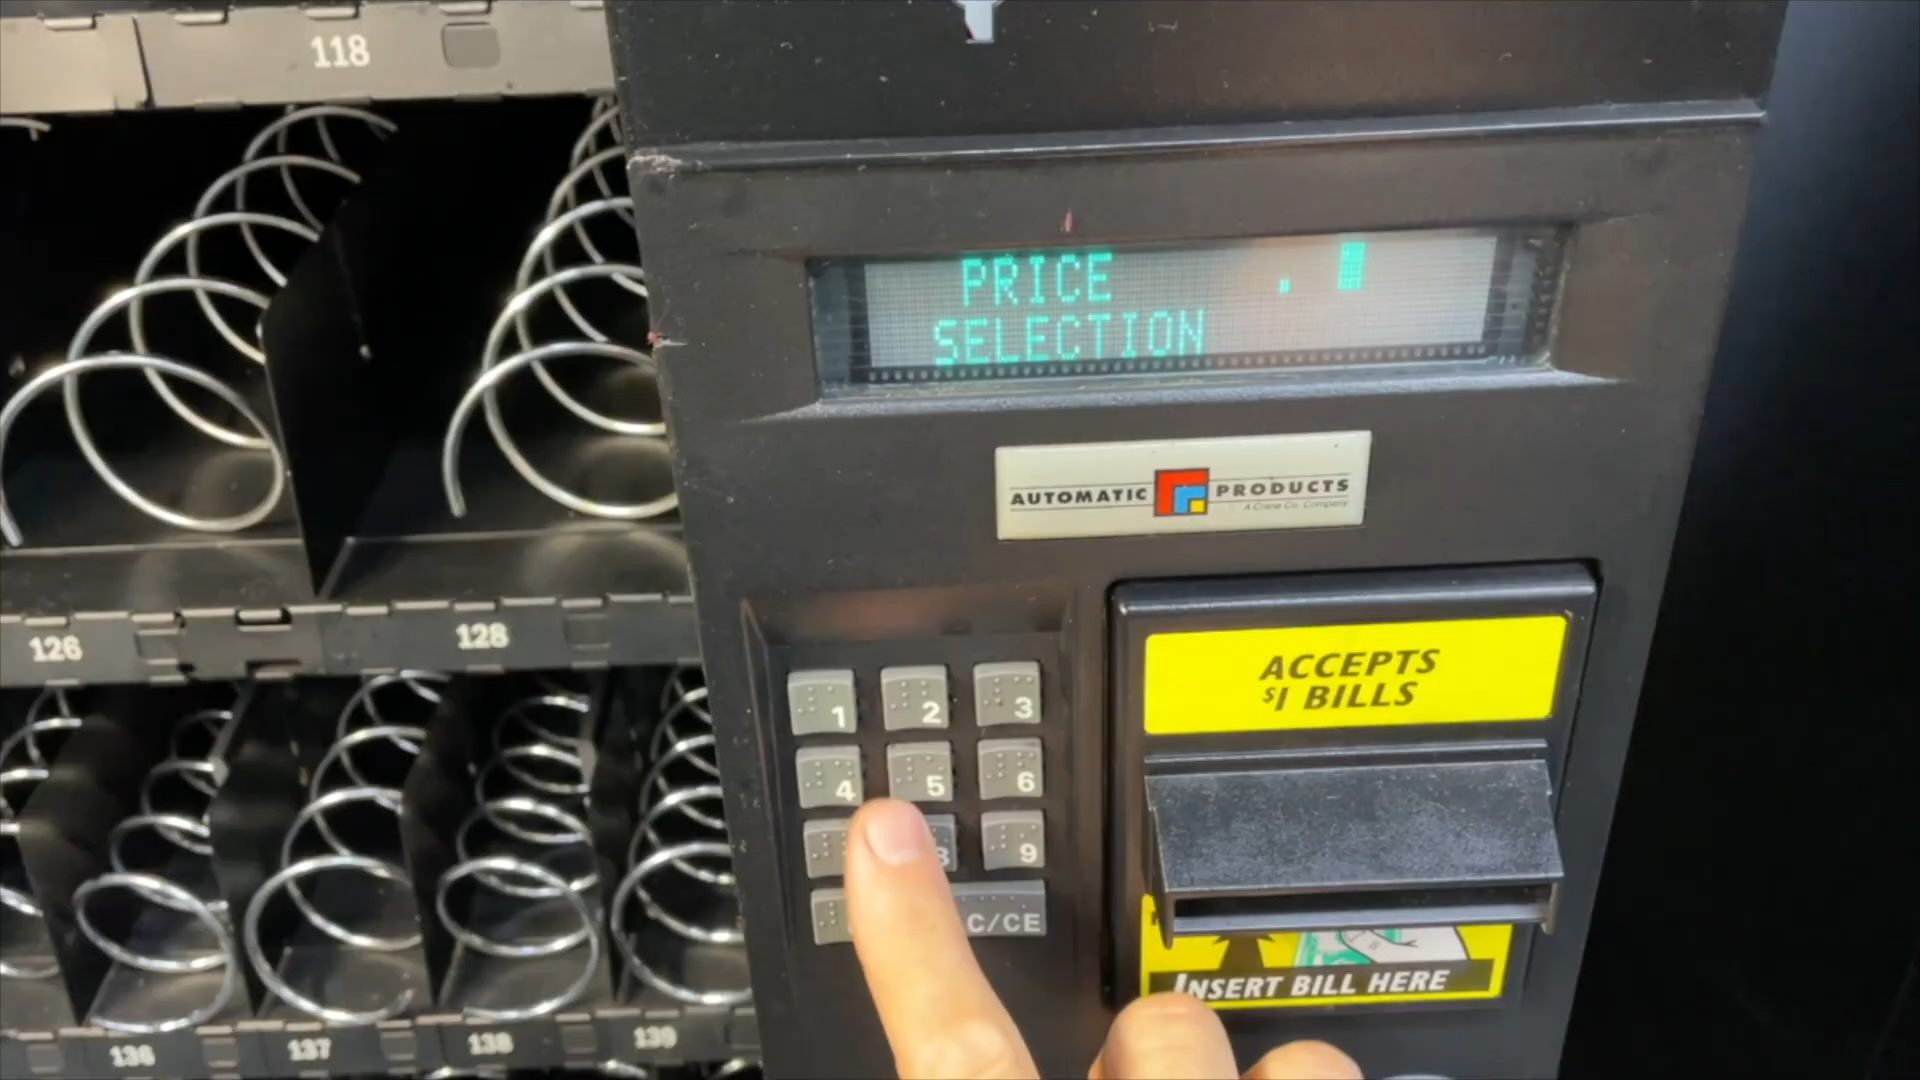 118
PRICE .
SELECTION
AUTOMATIC PRODUCTS
A Crane Co. Company
126
128
ACCEPTS
$1 BILLS
1 2 3
4 5 6
8 9
C/CE
INSERT BILL HERE
136
137
138
139